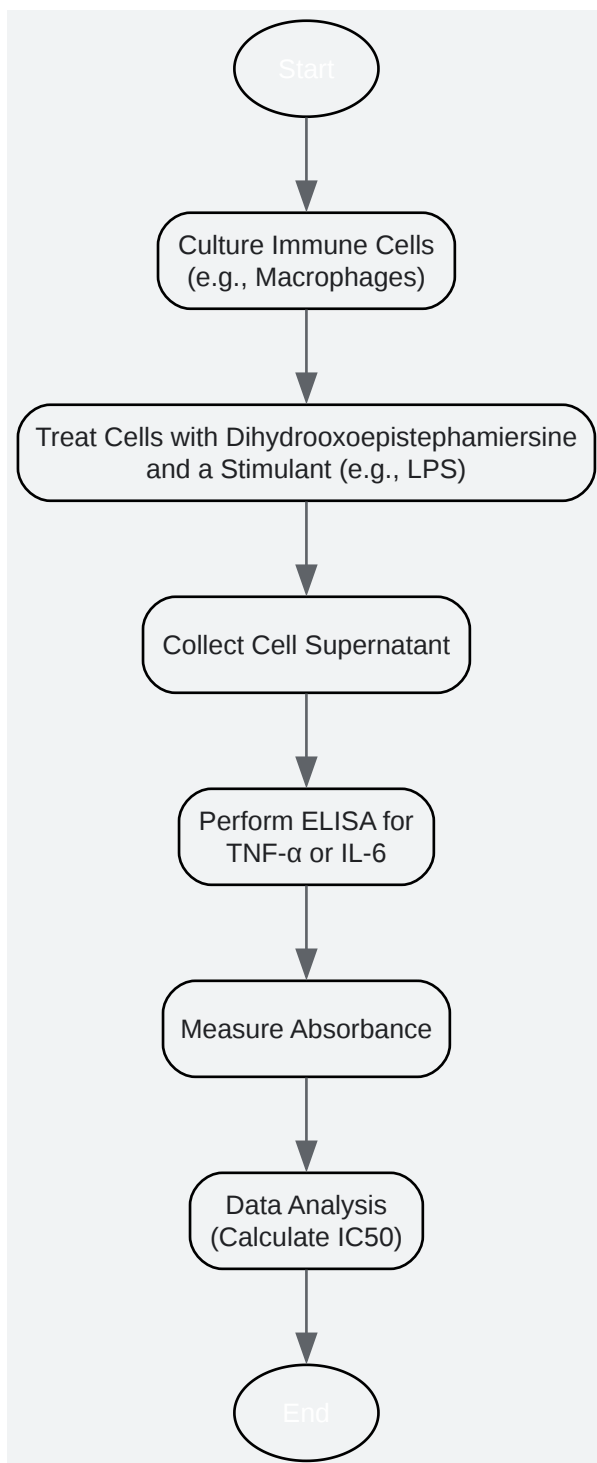 Start
Culture Immune Cells
(e.g., Macrophages)
Treat Cells with Dihydrooxoepistephamiersine
and a Stimulant (e.g., LPS)
Collect Cell Supernatant
Perform ELISA for
TNF-α or IL-6
Measure Absorbance
Data Analysis
(Calculate IC50)
End